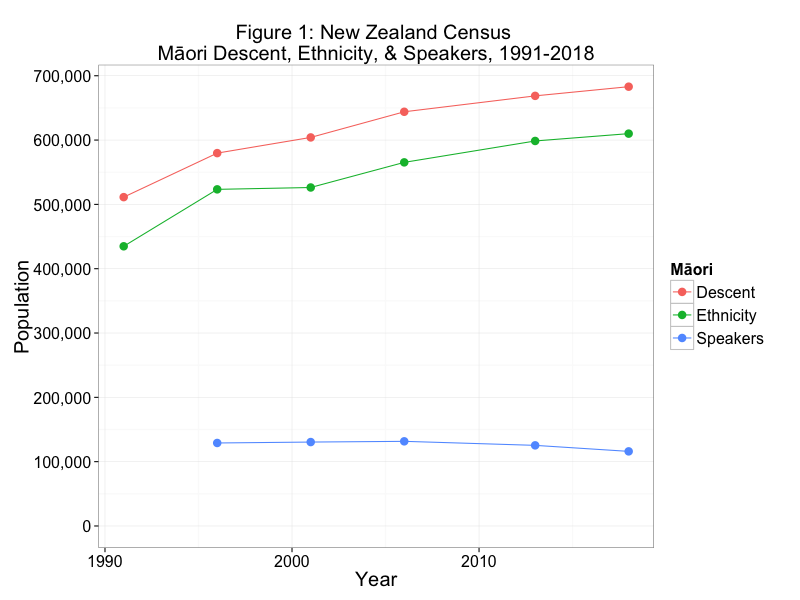 Figure 1: New Zealand Census
Māori Descent, Ethnicity, & Speakers, 1991-2018
700,000
600,000
500,000
400,000
300,000
200,000
100,000
0
Population
1990
2000
2010
Year
Māori
Descent
Ethnicity
Speakers